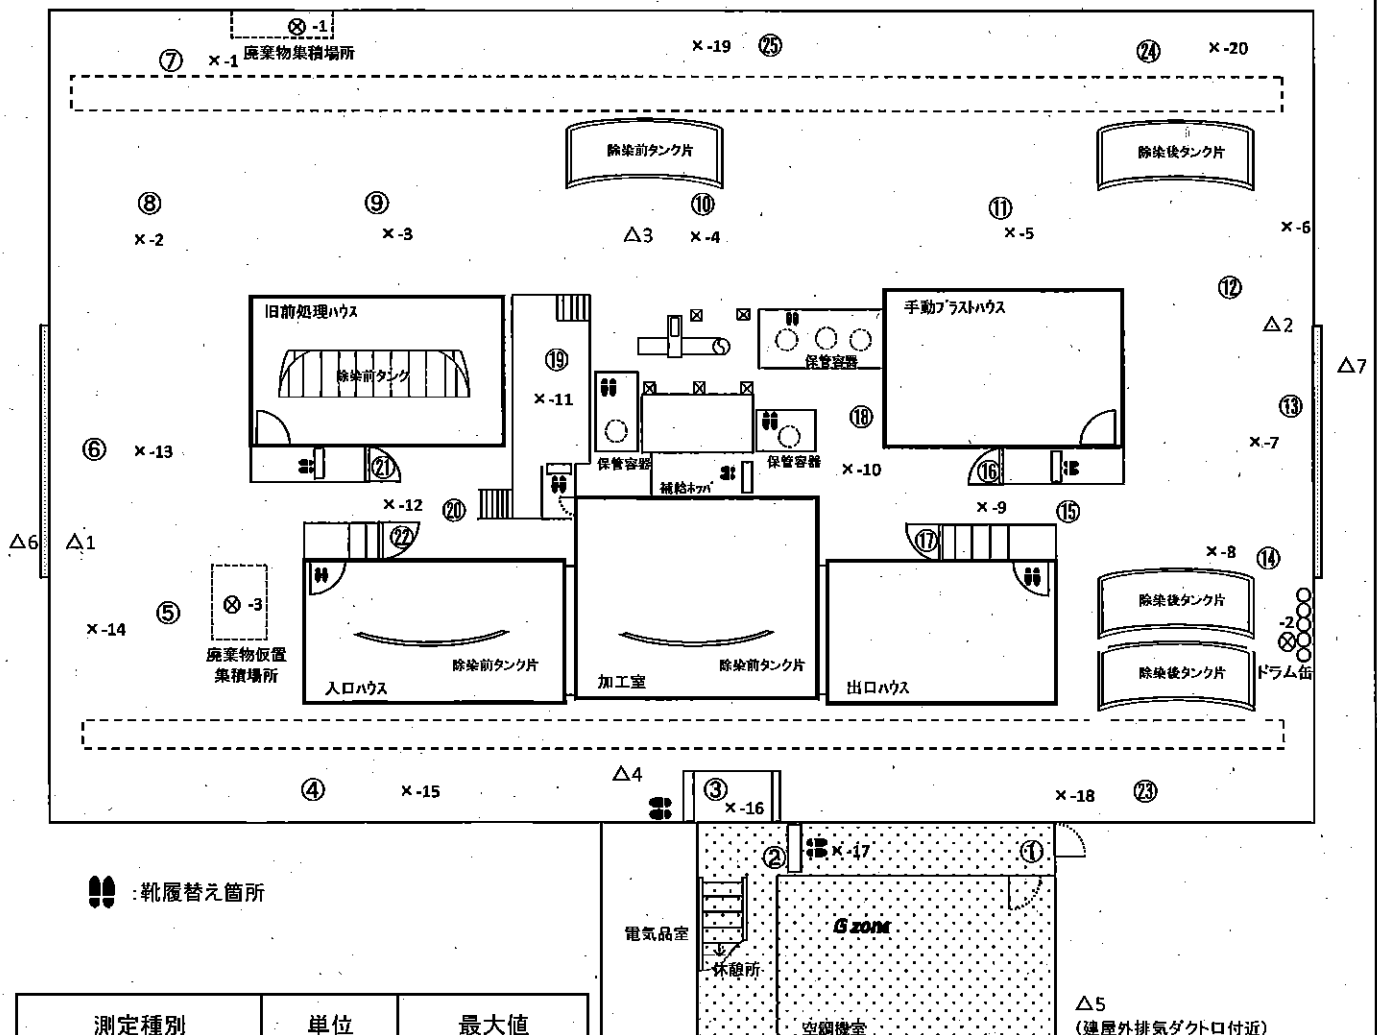 ⊗ -1
廃棄物集積場所
⑦ × -1
× -19 ㉕
㉔ × -20
除染前タンク片
除染後タンク片
⑧
× -2
⑨
× -3
⑩
△3 × -4
⑪
× -5
× -6
⑫
△2
△7
旧前処理ハウス
除染前タンク
手動ブラストハウス
保管容器
⑲
× -11
⑱
⑬
× -7
⑥ × -13
㉑
保管容器
保管容器
補給ホッパ
× -10
⑯
× -12 ⑳
㉒
× -9 ⑮
⑰
△6 △1
× -8 ⑭
⑤
× -14
⊗ -3
廃棄物仮置
集積場所
除染前タンク片
入口ハウス
除染前タンク片
加工室
出口ハウス
除染後タンク片
除染後タンク片
-2
⊗
ドラム缶
④ × -15
△4
③
× -16
× -18 ㉓
② × -17 ①
:靴履替え箇所
電気品室
G zone
休憩所
空調機室
△5
(建屋外排気ダクト口付近)
測定種別 単位 最大値